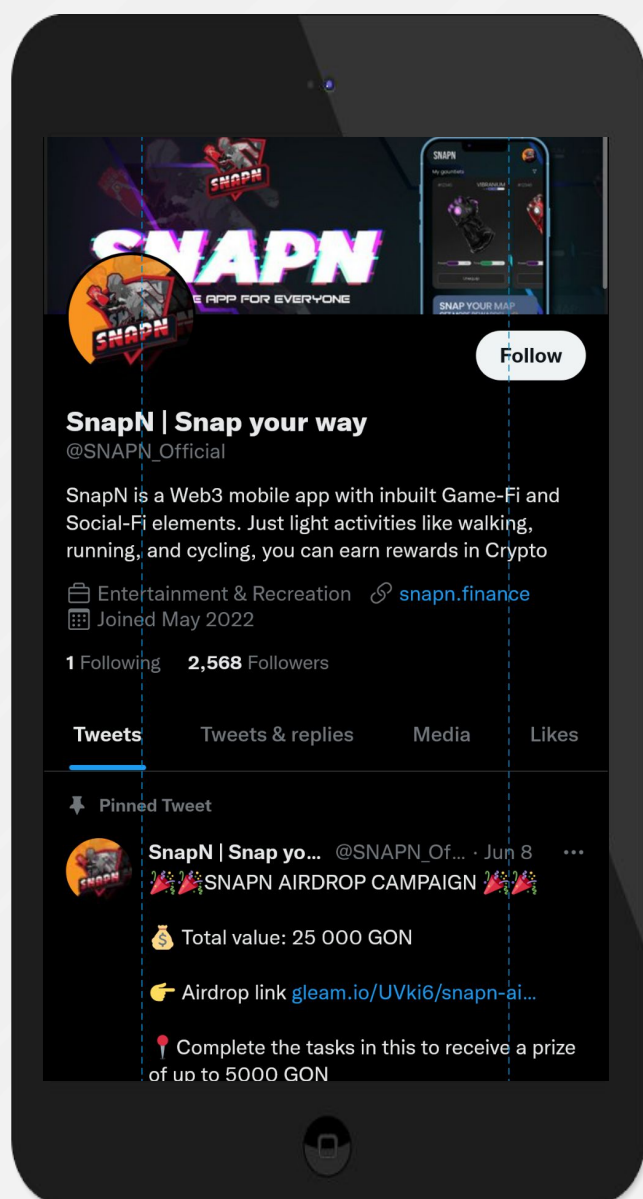 SNAPN
SNAPN
E APP FOR EVERYONE
SNAPN
My gauntlets
VIBRANIUM
SNAP YOUR MAP
SNAPN
Follow
SnapN | Snap your way
@SNAPN_Official
SnapN is a Web3 mobile app with inbuilt Game-Fi and
Social-Fi elements. Just light activities like walking,
running, and cycling, you can earn rewards in Crypto
Entertainment & Recreation snapn.finance
Joined May 2022
1 Following 2,568 Followers
Tweets Tweets & replies Media Likes
Pinned Tweet
SnapN | Snap yo... @SNAPN_Of... · Jun 8 ...
🎉🎉SNAPN AIRDROP CAMPAIGN 🎉🎉
💰 Total value: 25 000 GON
👉 Airdrop link gleam.io/UVki6/snapn-ai...
📍 Complete the tasks in this to receive a prize
of up to 5000 GON